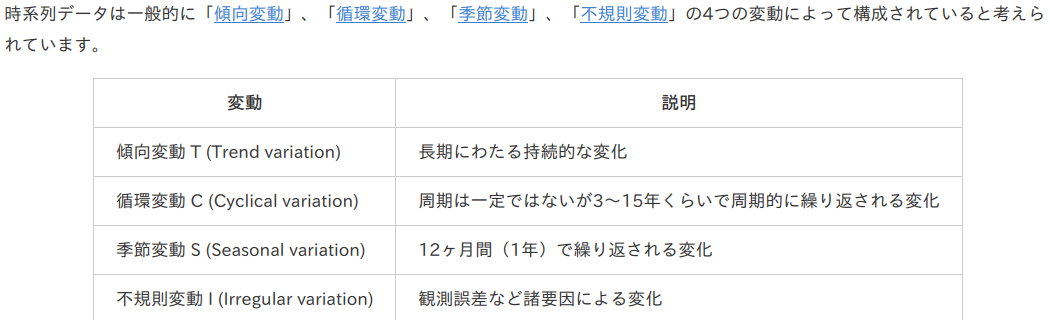 時系列データは一般的に「傾向変動」、「循環変動」、「季節変動」、「不規則変動」の4つの変動によって構成されていると考えら
れています。
変動 説明
傾向変動 T (Trend variation) 長期にわたる持続的な変化
循環変動 C (Cyclical variation) 周期は一定ではないが3〜15年くらいで周期的に繰り返される変化
季節変動 S (Seasonal variation) 12ヶ月間（1年）で繰り返される変化
不規則変動 I (Irregular variation) 観測誤差など諸要因による変化